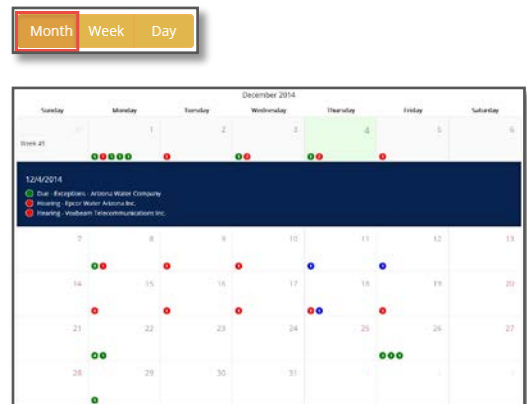 Month Week Day
December 2014
Sunday Monday Tuesday Wednesday Thursday Friday Saturday
1 2 3 4 5 6
Week 49
12/4/2014
Due - Exceptions - Arizona Water Company
Hearing - Epcor Water Arizona Inc.
Hearing - Voxbeam Telecommunications Inc.
7 8 9 10 11 12 13
14 15 16 17 18 19 20
21 22 23 24 25 26 27
28 29 30 31